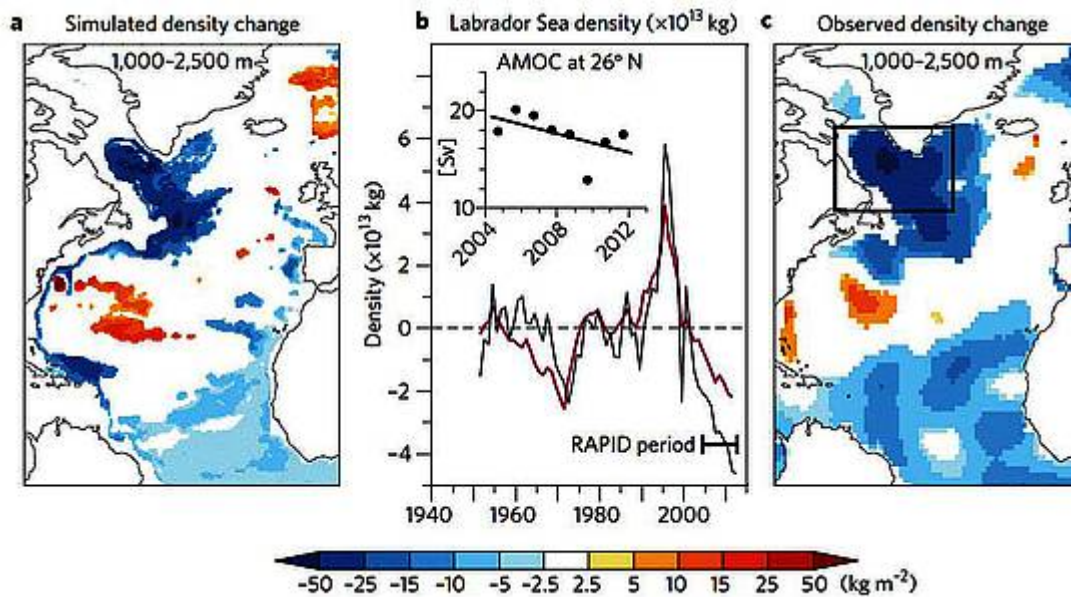 a Simulated density change
1,000–2,500 m
b Labrador Sea density (×10¹³ kg)
AMOC at 26° N
20
[Sv]
10
2004
2008
2012
Density (×10¹³ kg)
6
4
2
0
−2
−4
RAPID period
1940
1960
1980
2000
c Observed density change
1,000–2,500 m
-50 -25 -15 -10 -5 -2.5 2.5 5 10 15 25 50 (kg m⁻²)